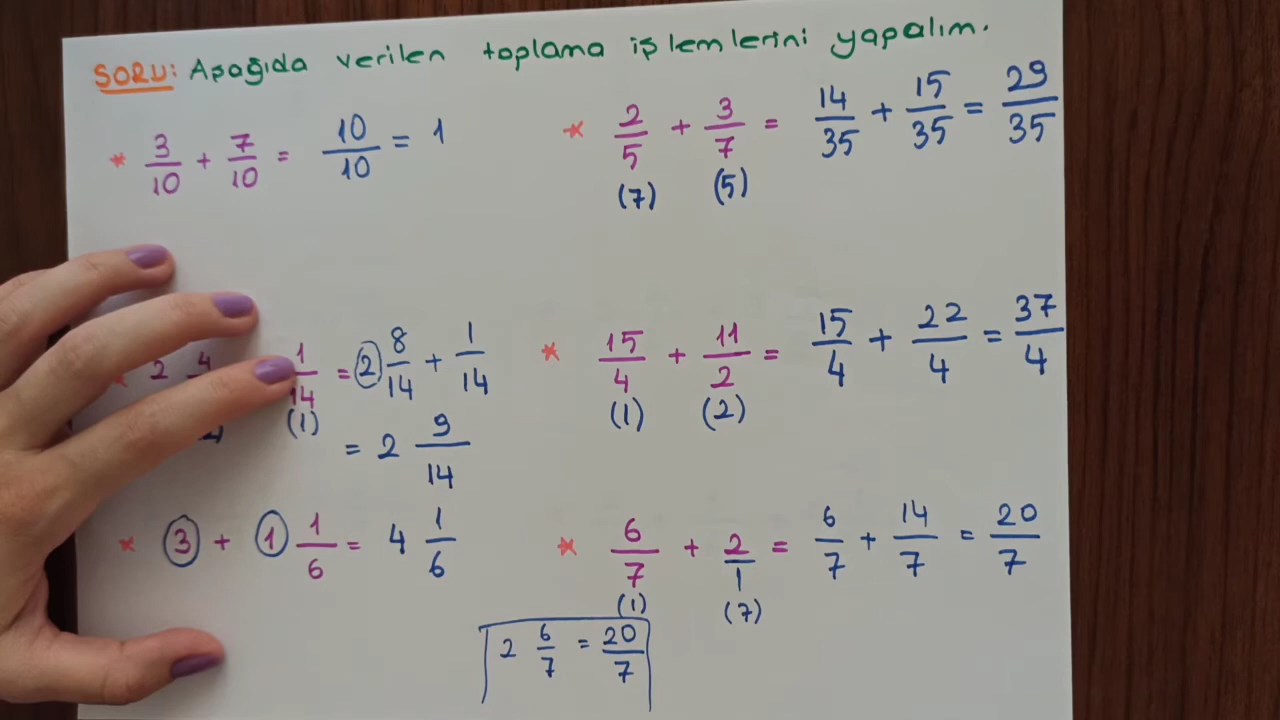 SORU: Aşağıda verilen toplama işlemlerini yapalım.
* 3/10 + 7/10 = 10/10 = 1
* 2/5 + 3/7 = 14/35 + 15/35 = 29/35
(7) (5)
* 2 4 1/14 = 2 8/14 + 1/14
(1)
= 2 9/14
* 15/4 + 11/2 = 15/4 + 22/4 = 37/4
(1) (2)
* 3 + 1 1/6 = 4 1/6
* 6/7 + 2/1 = 6/7 + 14/7 = 20/7
(1) (7)
2 6/7 = 20/7